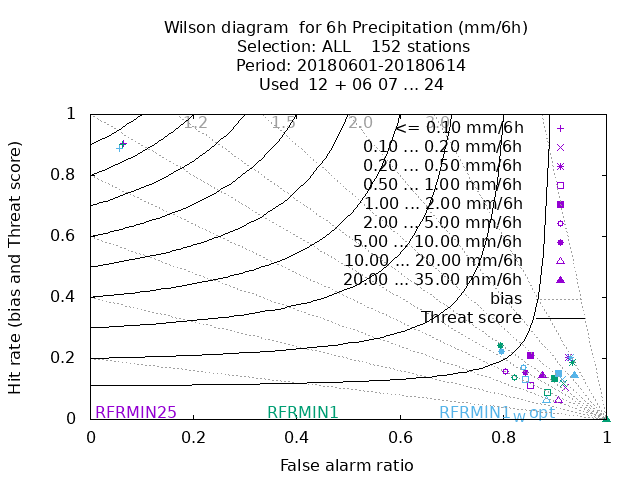 Wilson diagram  for 6h Precipitation (mm/6h)
Selection: ALL    152 stations
Period: 20180601-20180614
Used  12 + 06 07 ... 24
Hit rate (bias and Threat score)
1
0.8
0.6
0.4
0.2
0
1.2
1.5
2.0
3.0
<= 0.10 mm/6h
0.10 ... 0.20 mm/6h
0.20 ... 0.50 mm/6h
0.50 ... 1.00 mm/6h
1.00 ... 2.00 mm/6h
2.00 ... 5.00 mm/6h
5.00 ... 10.00 mm/6h
10.00 ... 20.00 mm/6h
20.00 ... 35.00 mm/6h
bias
Threat score
RFRMIN25 RFRMIN1 RFRMIN1w opt
0 0.2 0.4 0.6 0.8 1
False alarm ratio